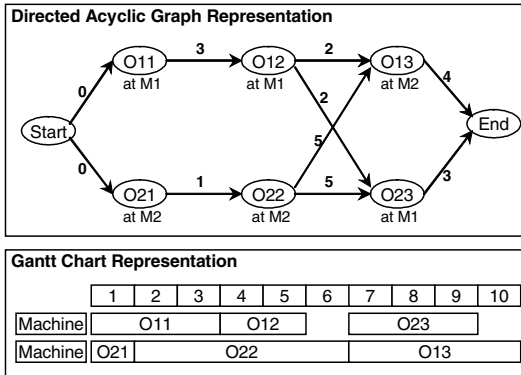 Directed Acyclic Graph Representation
O11 3 O12 2 O13
at M1 at M1 at M2
0 2 4
Start End
0 5 3
O21 1 O22 5 O23
at M2 at M2 at M1
Gantt Chart Representation
1 2 3 4 5 6 7 8 9 10
Machine O11 O12 O23
Machine O21 O22 O13